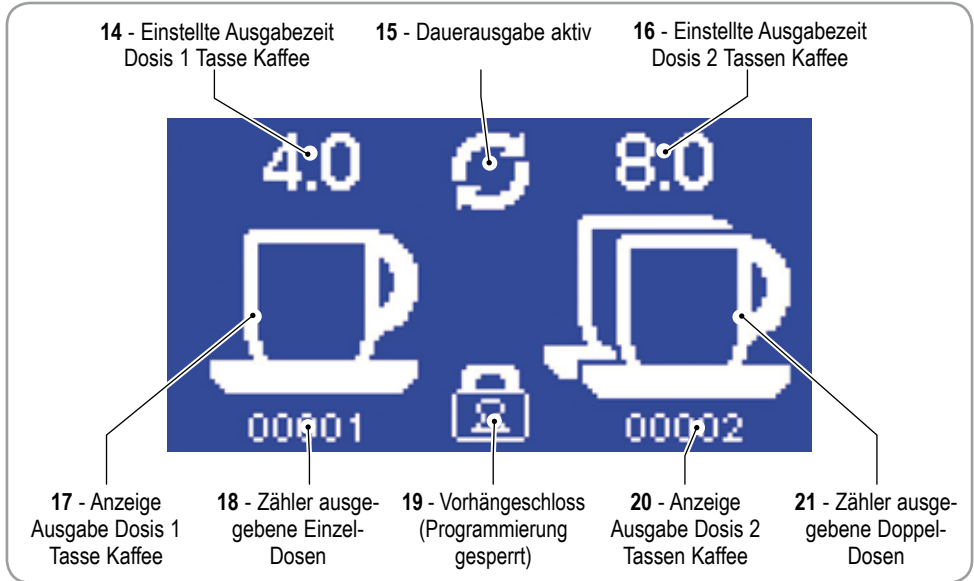 14 - Einstellte Ausgabezeit
Dosis 1 Tasse Kaffee
15 - Dauerausgabe aktiv
16 - Einstellte Ausgabezeit
Dosis 2 Tassen Kaffee
4.0
8.0
00001
00002
17 - Anzeige
Ausgabe Dosis 1
Tasse Kaffee
18 - Zähler ausge-
gebene Einzel-
Dosen
19 - Vorhängeschloss
(Programmierung
gesperrt)
20 - Anzeige
Ausgabe Dosis 2
Tassen Kaffee
21 - Zähler ausge-
gebene Doppel-
Dosen